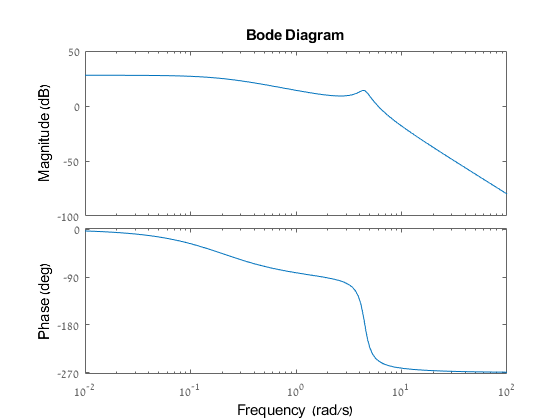 Bode Diagram
Magnitude (dB)
50
0
-50
-100
Phase (deg)
0
-90
-180
-270
10^-2 10^-1 10^0 10^1 10^2
Frequency (rad/s)